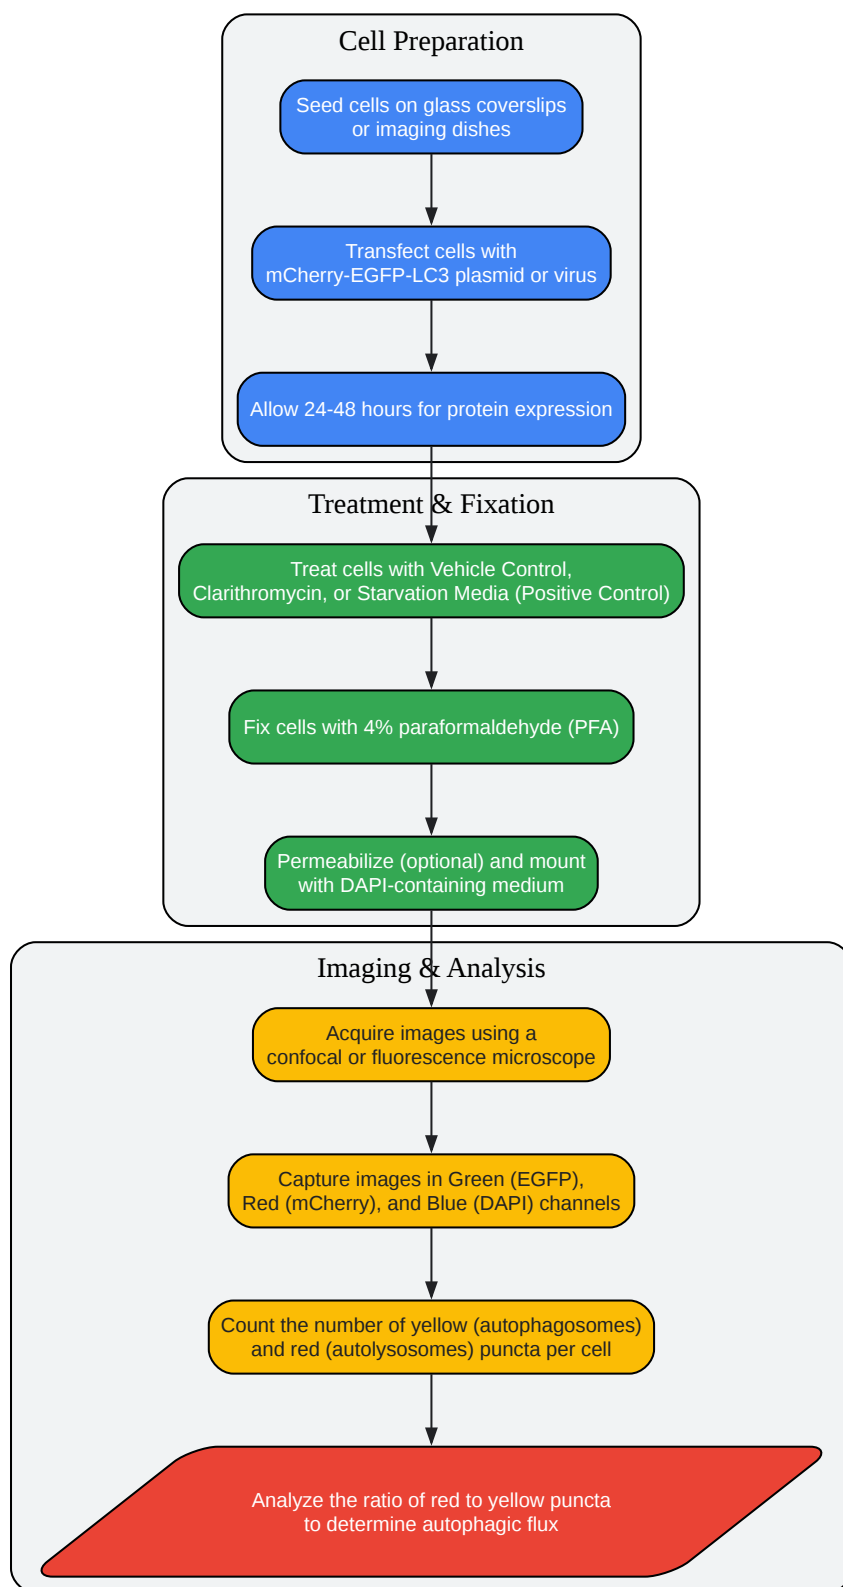 Cell Preparation
Seed cells on glass coverslips
or imaging dishes
Transfect cells with
mCherry-EGFP-LC3 plasmid or virus
Allow 24-48 hours for protein expression
Treatment & Fixation
Treat cells with Vehicle Control,
Clarithromycin, or Starvation Media (Positive Control)
Fix cells with 4% paraformaldehyde (PFA)
Permeabilize (optional) and mount
with DAPI-containing medium
Imaging & Analysis
Acquire images using a
confocal or fluorescence microscope
Capture images in Green (EGFP),
Red (mCherry), and Blue (DAPI) channels
Count the number of yellow (autophagosomes)
and red (autolysosomes) puncta per cell
Analyze the ratio of red to yellow puncta
to determine autophagic flux